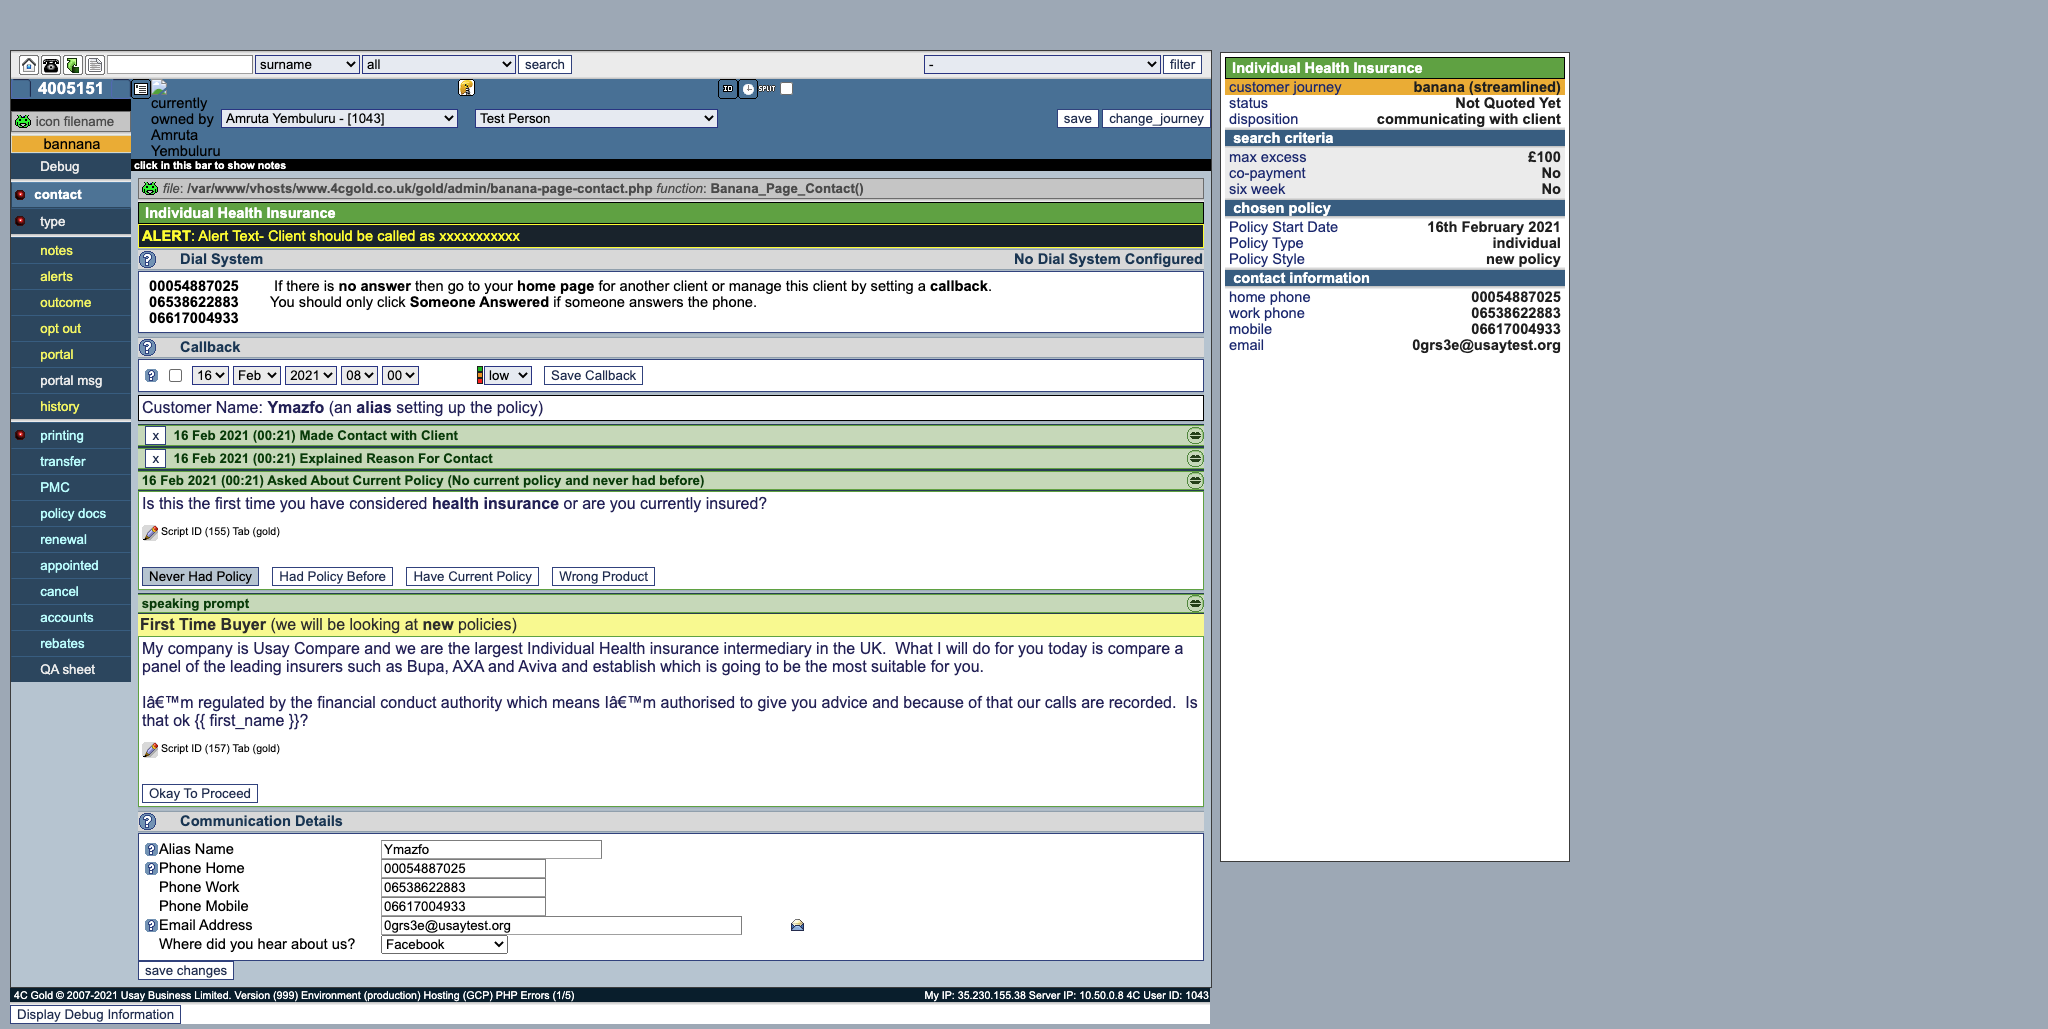 surname all search - filter
4005151
currently owned by Amruta Yembuluru
Amruta Yembuluru - [1043] Test Person ID SPLIT save change_journey
icon filename
bannana
Debug
contact
type
notes
alerts
outcome
opt out
portal
portal msg
history
printing
transfer
PMC
policy docs
renewal
appointed
cancel
accounts
rebates
QA sheet
click in this bar to show notes
file: /var/www/vhosts/www.4cgold.co.uk/gold/admin/banana-page-contact.php function: Banana_Page_Contact()
Individual Health Insurance
ALERT: Alert Text- Client should be called as xxxxxxxxxxx
Dial System No Dial System Configured
00054887025 If there is no answer then go to your home page for another client or manage this client by setting a callback.
06538622883 You should only click Someone Answered if someone answers the phone.
06617004933
Callback
16 Feb 2021 08 00 low Save Callback
Customer Name: Ymazfo (an alias setting up the policy)
x 16 Feb 2021 (00:21) Made Contact with Client
x 16 Feb 2021 (00:21) Explained Reason For Contact
16 Feb 2021 (00:21) Asked About Current Policy (No current policy and never had before)
Is this the first time you have considered health insurance or are you currently insured?
Script ID (155) Tab (gold)
Never Had Policy Had Policy Before Have Current Policy Wrong Product
speaking prompt
First Time Buyer (we will be looking at new policies)
My company is Usay Compare and we are the largest Individual Health insurance intermediary in the UK.  What I will do for you today is compare a
panel of the leading insurers such as Bupa, AXA and Aviva and establish which is going to be the most suitable for you.
Iâ€™m regulated by the financial conduct authority which means Iâ€™m authorised to give you advice and because of that our calls are recorded.  Is
that ok {{ first_name }}?
Script ID (157) Tab (gold)
Okay To Proceed
Communication Details
Alias Name Ymazfo
Phone Home 00054887025
Phone Work 06538622883
Phone Mobile 06617004933
Email Address 0grs3e@usaytest.org
Where did you hear about us? Facebook
save changes
4C Gold © 2007-2021 Usay Business Limited. Version (999) Environment (production) Hosting (GCP) PHP Errors (1/5) My IP: 35.230.155.38 Server IP: 10.50.0.8 4C User ID: 1043
Display Debug Information
Individual Health Insurance
customer journey banana (streamlined)
status Not Quoted Yet
disposition communicating with client
search criteria
max excess £100
co-payment No
six week No
chosen policy
Policy Start Date 16th February 2021
Policy Type individual
Policy Style new policy
contact information
home phone 00054887025
work phone 06538622883
mobile 06617004933
email 0grs3e@usaytest.org